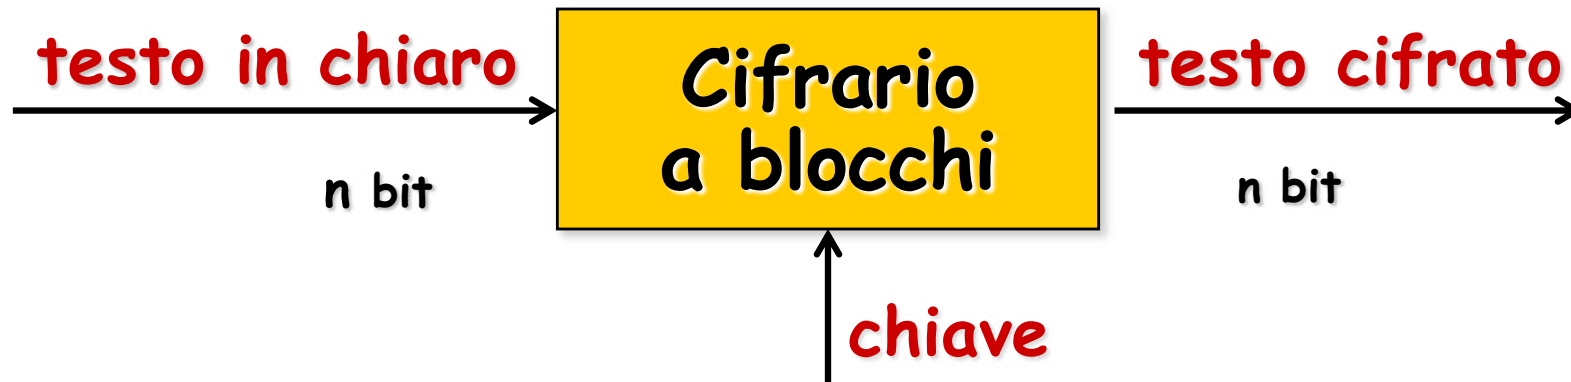 testo in chiaro
n bit
Cifrario
a blocchi
testo cifrato
n bit
chiave